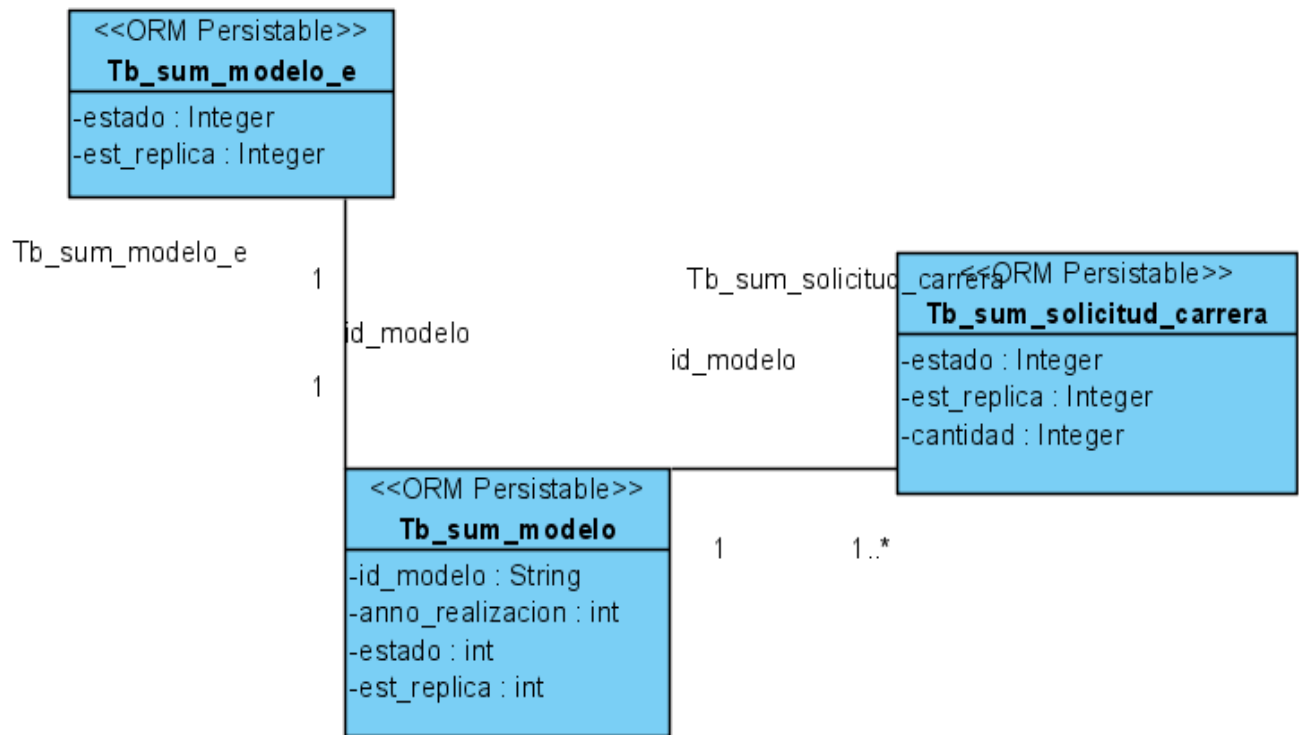 <<ORM Persistable>>
Tb_sum_modelo_e
-estado : Integer
-est_replica : Integer
Tb_sum_modelo_e
1
id_modelo
1
Tb_sum_solicitud_carrera
id_modelo
<<ORM Persistable>>
Tb_sum_solicitud_carrera
-estado : Integer
-est_replica : Integer
-cantidad : Integer
<<ORM Persistable>>
Tb_sum_modelo
-id_modelo : String
-anno_realizacion : int
-estado : int
-est_replica : int
1
1..*